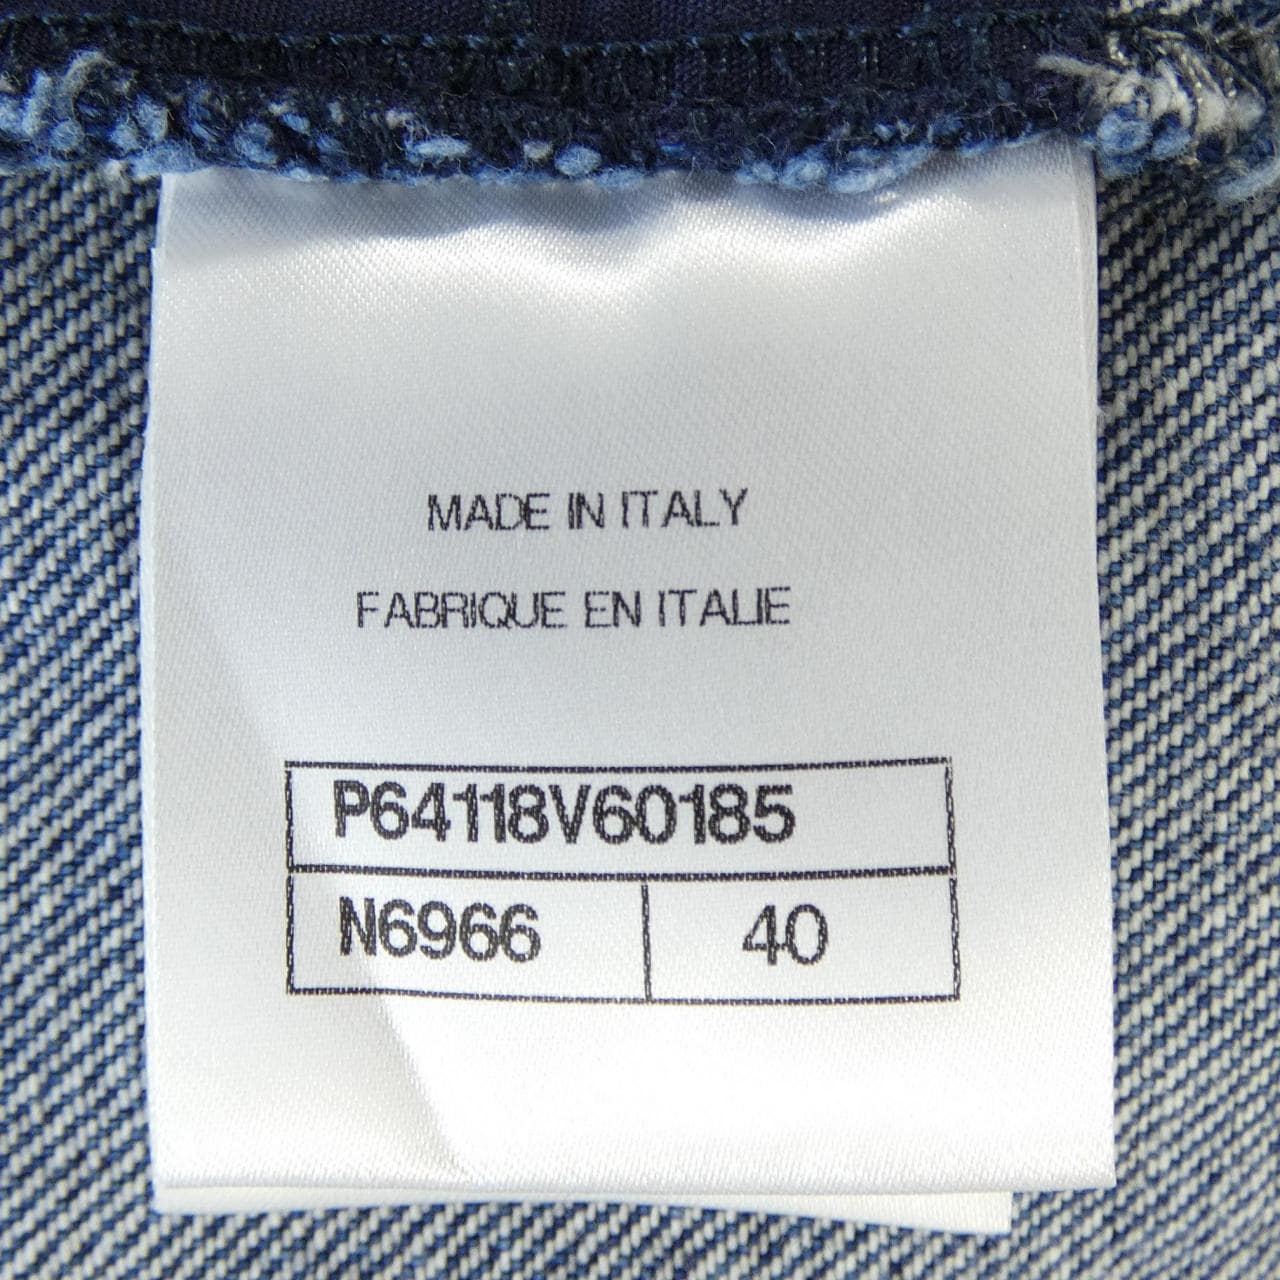 MADE IN ITALY
FABRIQUE EN ITALIE
P64118V60185
N6966 40